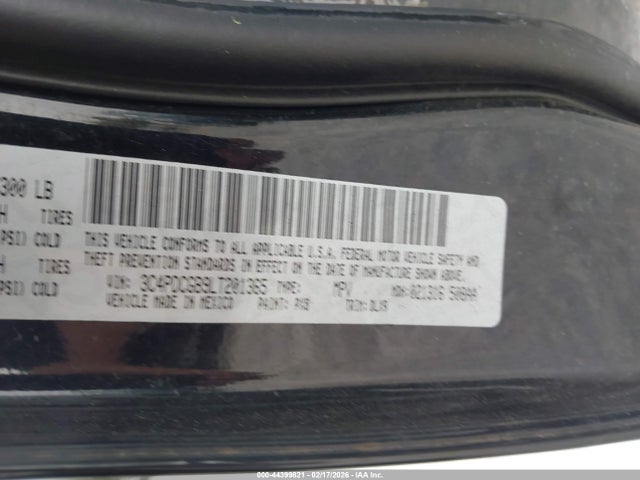 300 LB
H TIRES
PSI) COLD
H TIRES
PSI) COLD
THIS VEHICLE CONFORMS TO ALL APPLICABLE U.S.A. FEDERAL MOTOR VEHICLE SAFETY AND
THEFT PREVENTION STANDARDS IN EFFECT ON THE DATE OF MANUFACTURE SHOWN ABOVE.
VIN: 3C4PDCGB9LT201365 TYPE: MPV
VEHICLE MADE IN MEXICO PAINT: PXB TRIM: DLX9
000-44399821 - 02/17/2026 - IAA Inc.